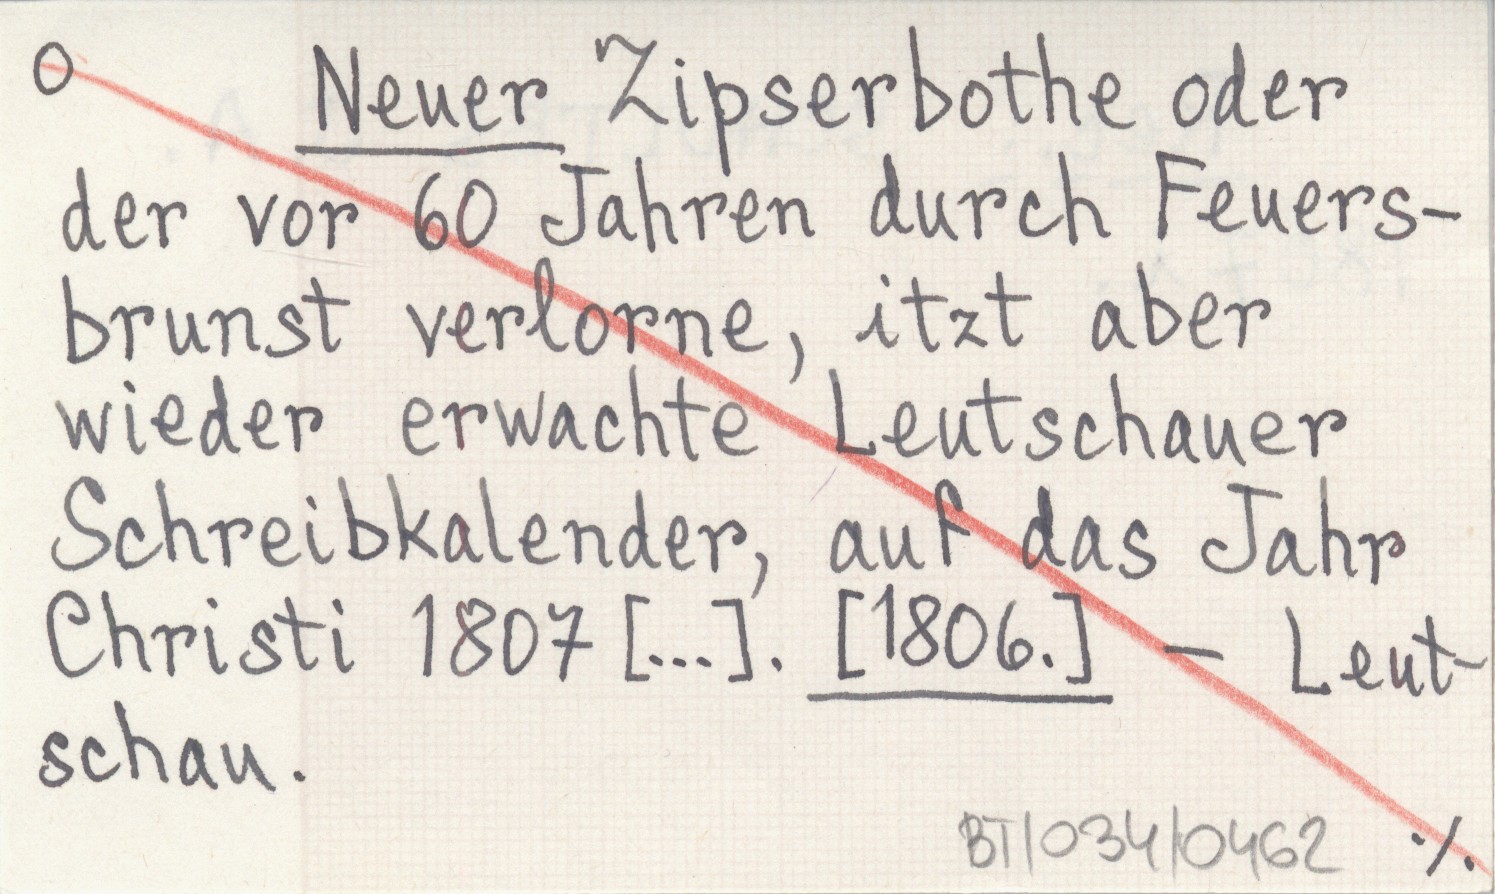 O Neuer Zipserbothe oder
der vor 60 Jahren durch Feuers-
brunst verlorne, itzt aber
wieder erwachte Leutschauer
Schreibkalender, auf das Jahr
Christi 1807 [...]. [1806.] – Leut-
schau.
BT/034/0462 ./.